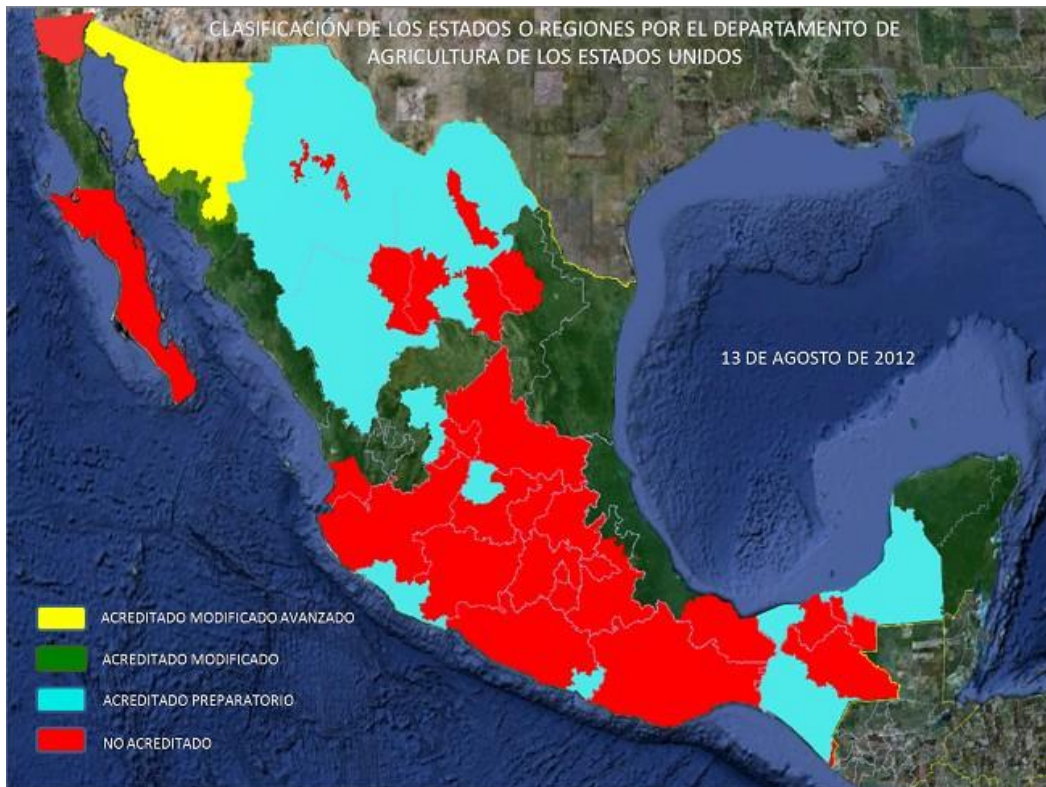 CLASIFICACIÓN DE LOS ESTADOS O REGIONES POR EL DEPARTAMENTO DE
AGRICULTURA DE LOS ESTADOS UNIDOS
13 DE AGOSTO DE 2012
ACREDITADO MODIFICADO AVANZADO
ACREDITADO MODIFICADO
ACREDITADO PREPARATORIO
NO ACREDITADO